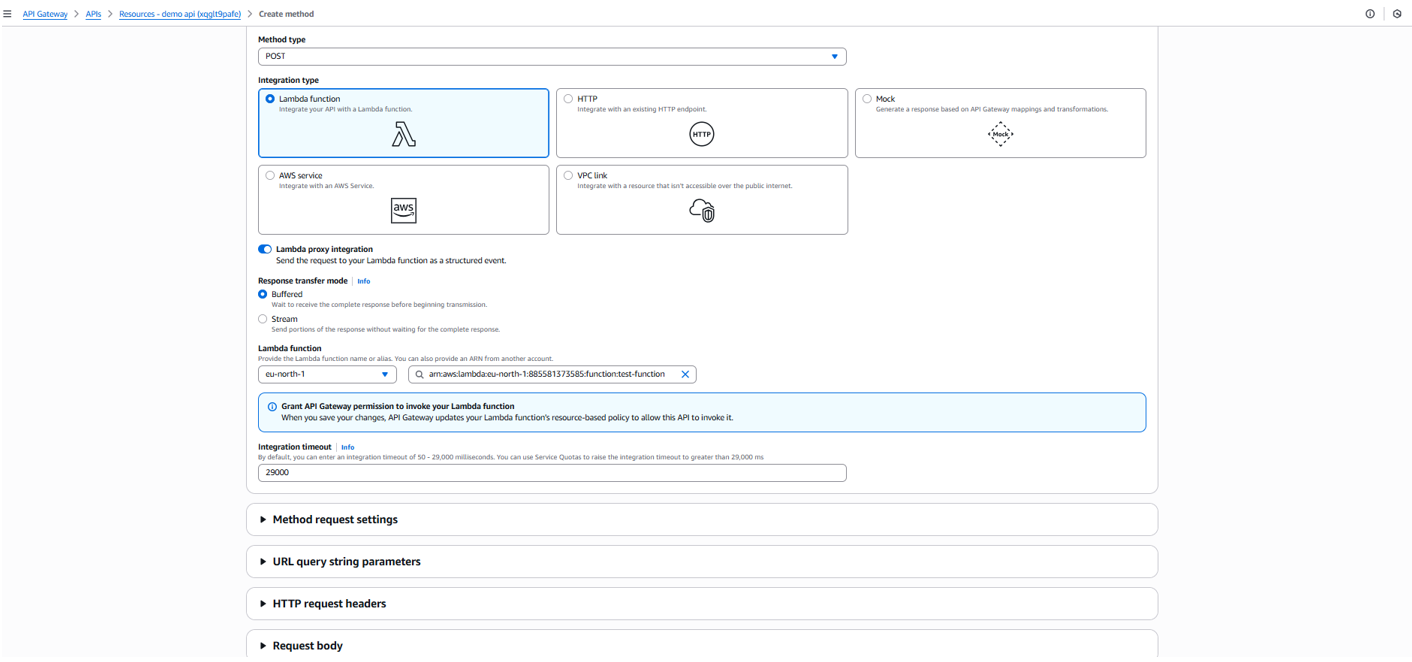 API Gateway > APIs > Resources - demo api (xqglt9pafe) > Create method
Method type
POST
Integration type
Lambda function
Integrate your API with a Lambda function.
HTTP
Integrate with an existing HTTP endpoint.
HTTP
Mock
Generate a response based on API Gateway mappings and transformations.
Mock
AWS service
Integrate with an AWS Service.
aws
VPC link
Integrate with a resource that isn't accessible over the public internet.
Lambda proxy integration
Send the request to your Lambda function as a structured event.
Response transfer mode Info
Buffered
Wait to receive the complete response before beginning transmission.
Stream
Send portions of the response without waiting for the complete response.
Lambda function
Provide the Lambda function name or alias. You can also provide an ARN from another account.
eu-north-1
arn:aws:lambda:eu-north-1:885581373585:function:test-function
Grant API Gateway permission to invoke your Lambda function
When you save your changes, API Gateway updates your Lambda function's resource-based policy to allow this API to invoke it.
Integration timeout Info
By default, you can enter an integration timeout of 50 - 29,000 milliseconds. You can use Service Quotas to raise the integration timeout to greater than 29,000 ms
29000
Method request settings
URL query string parameters
HTTP request headers
Request body